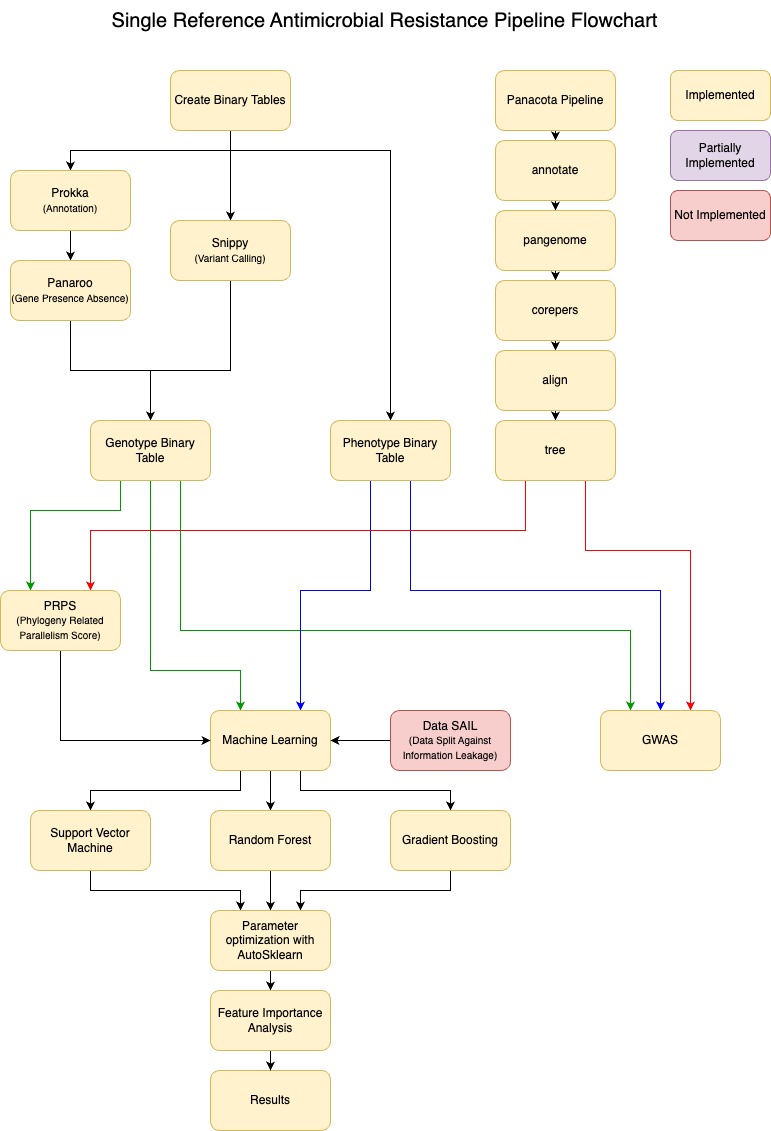 Single Reference Antimicrobial Resistance Pipeline Flowchart
Create Binary Tables
Panacota Pipeline
Implemented
Partially
Implemented
Not Implemented
annotate
Prokka
(Annotation)
Snippy
(Variant Calling)
pangenome
Panaroo
(Gene Presence Absence)
corepers
align
Genotype Binary
Table
Phenotype Binary
Table
tree
PRPS
(Phylogeny Related
Parallelism Score)
Machine Learning
Data SAIL
(Data Split Against
Information Leakage)
GWAS
Support Vector
Machine
Random Forest
Gradient Boosting
Parameter
optimization with
AutoSklearn
Feature Importance
Analysis
Results